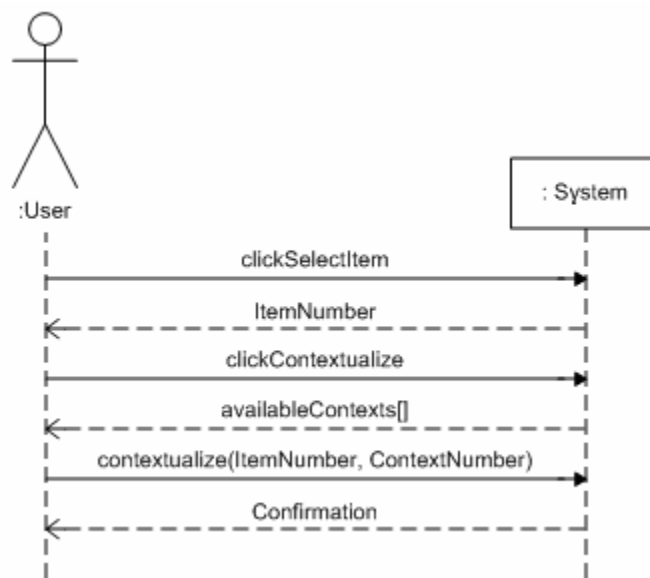 :User
: System
clickSelectItem
ItemNumber
clickContextualize
availableContexts[]
contextualize(ItemNumber, ContextNumber)
Confirmation